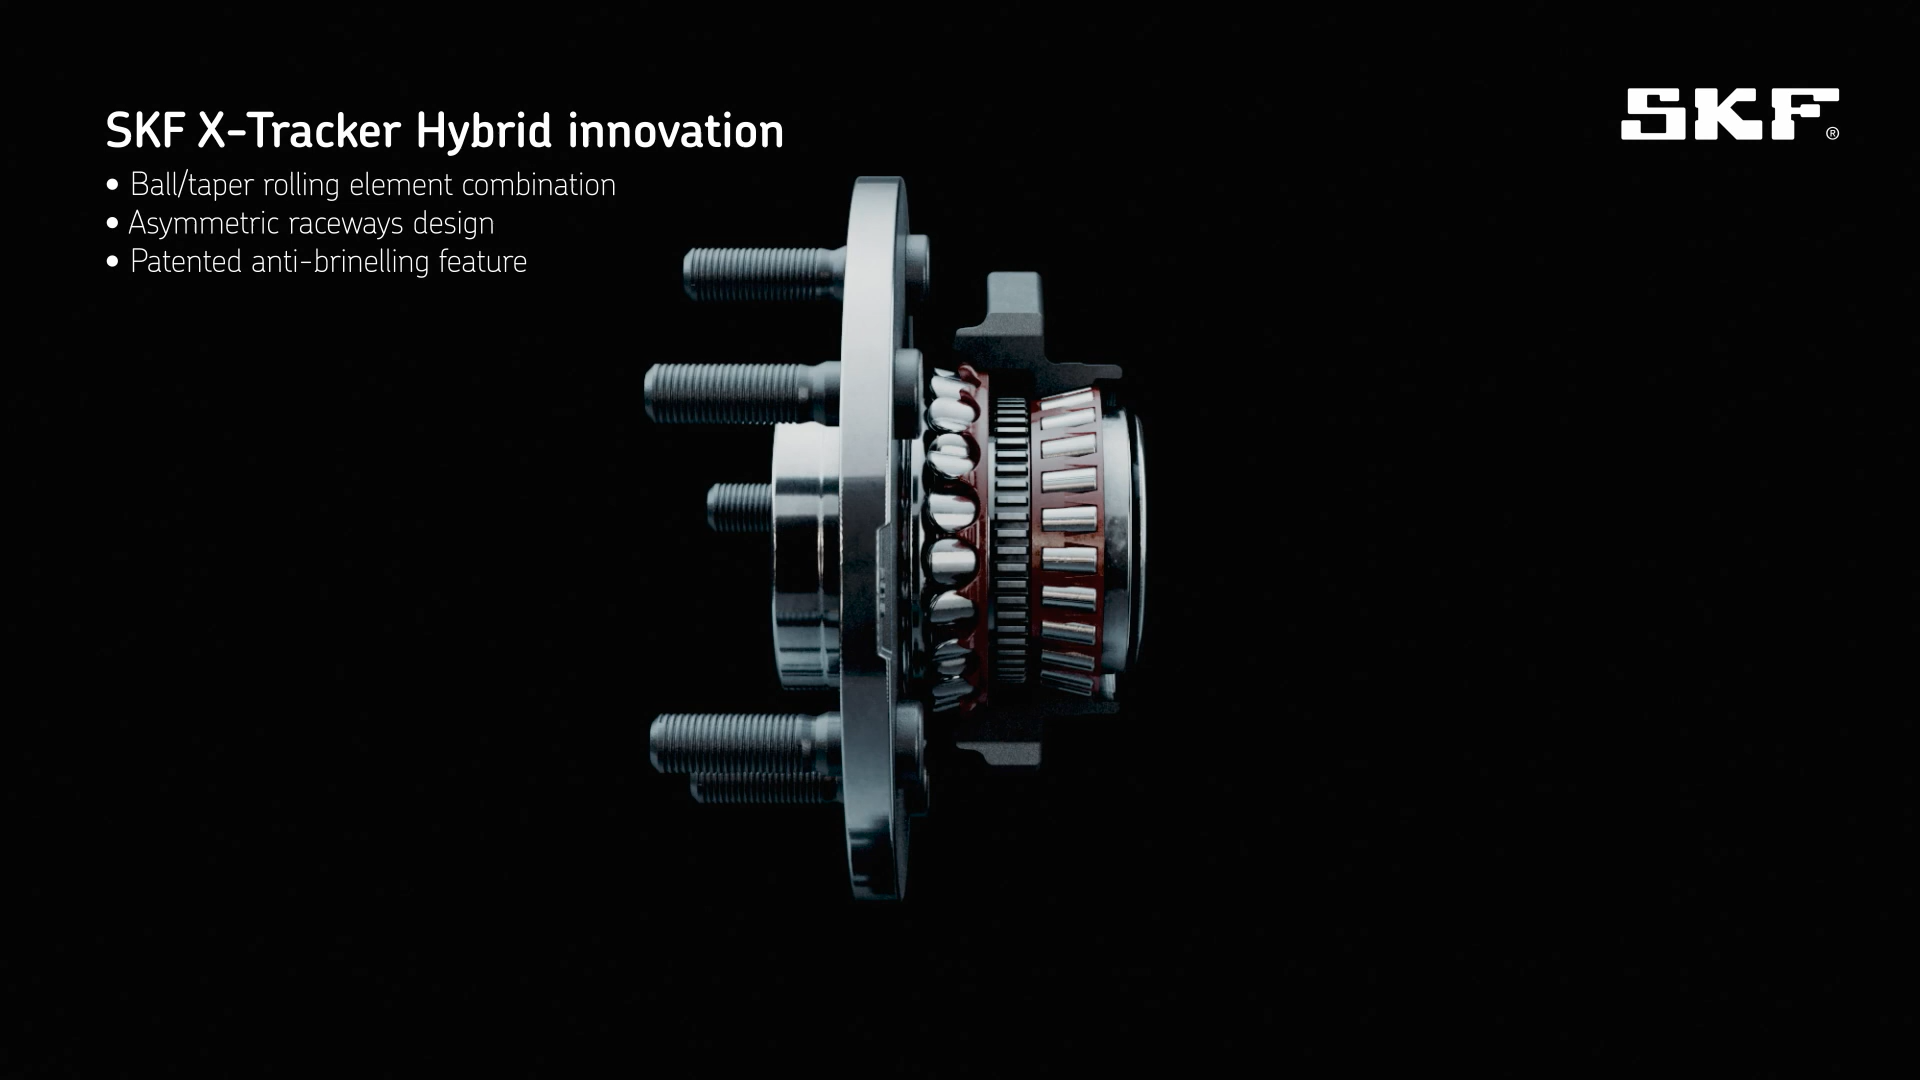 SKF X-Tracker Hybrid innovation
• Ball/taper rolling element combination
• Asymmetric raceways design
• Patented anti-brinelling feature
SKF®